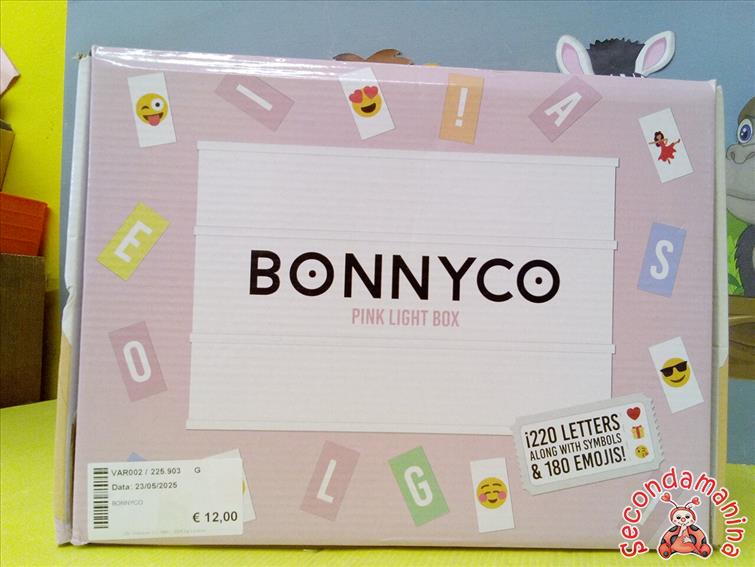 I
!
A
E
S
O
L
G
BONNYCO
PINK LIGHT BOX
¡220 LETTERS
ALONG WITH SYMBOLS
& 180 EMOJIS!
VAR002 / 225.903 G
Data: 23/05/2025
BONNYCO
€ 12,00
secondamanina